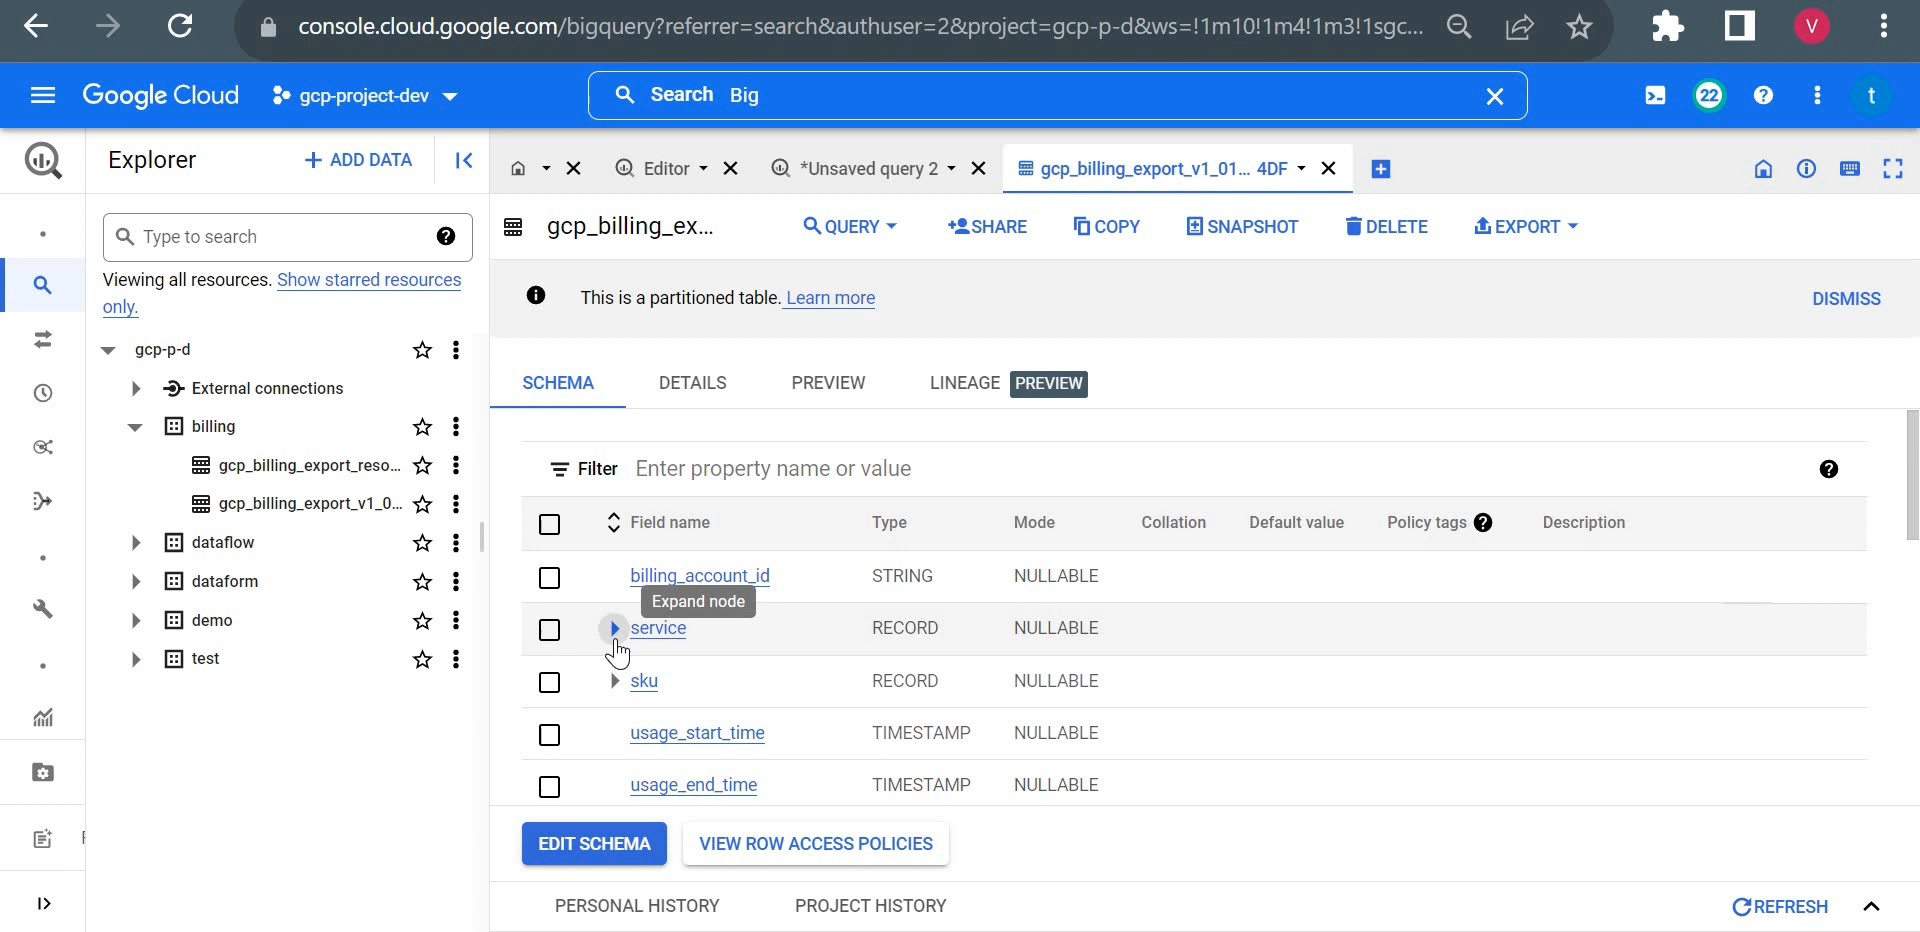 console.cloud.google.com/bigquery?referrer=search&authuser=2&project=gcp-p-d&ws=!1m10!1m4!1m3!1sgc...
V
Google Cloud
gcp-project-dev
Search Big
22
t
Explorer
+ ADD DATA
Editor
*Unsaved query 2
gcp_billing_export_v1_01... 4DF
Type to search
Viewing all resources. Show starred resources
only.
gcp-p-d
External connections
billing
gcp_billing_export_reso...
gcp_billing_export_v1_0...
dataflow
dataform
demo
test
gcp_billing_ex...
QUERY
SHARE
COPY
SNAPSHOT
DELETE
EXPORT
This is a partitioned table. Learn more
DISMISS
SCHEMA
DETAILS
PREVIEW
LINEAGE PREVIEW
Filter Enter property name or value
Field name Type Mode Collation Default value Policy tags Description
billing_account_id STRING NULLABLE
Expand node
service RECORD NULLABLE
sku RECORD NULLABLE
usage_start_time TIMESTAMP NULLABLE
usage_end_time TIMESTAMP NULLABLE
EDIT SCHEMA
VIEW ROW ACCESS POLICIES
PERSONAL HISTORY
PROJECT HISTORY
REFRESH